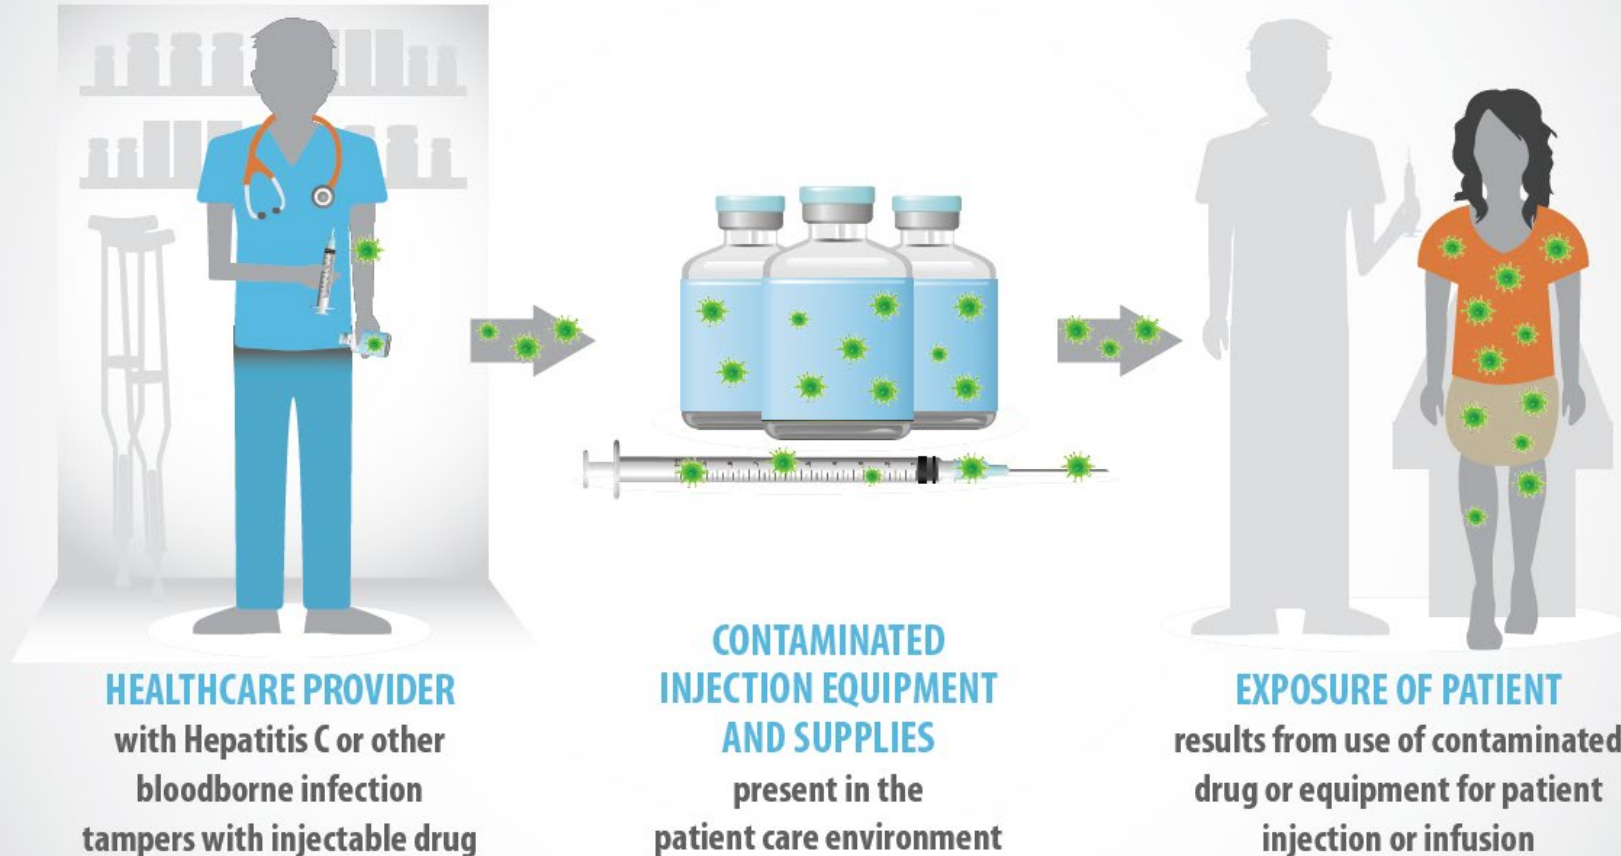 HEALTHCARE PROVIDER
with Hepatitis C or other
bloodborne infection
tampers with injectable drug
CONTAMINATED
INJECTION EQUIPMENT
AND SUPPLIES
present in the
patient care environment
EXPOSURE OF PATIENT
results from use of contaminated
drug or equipment for patient
injection or infusion